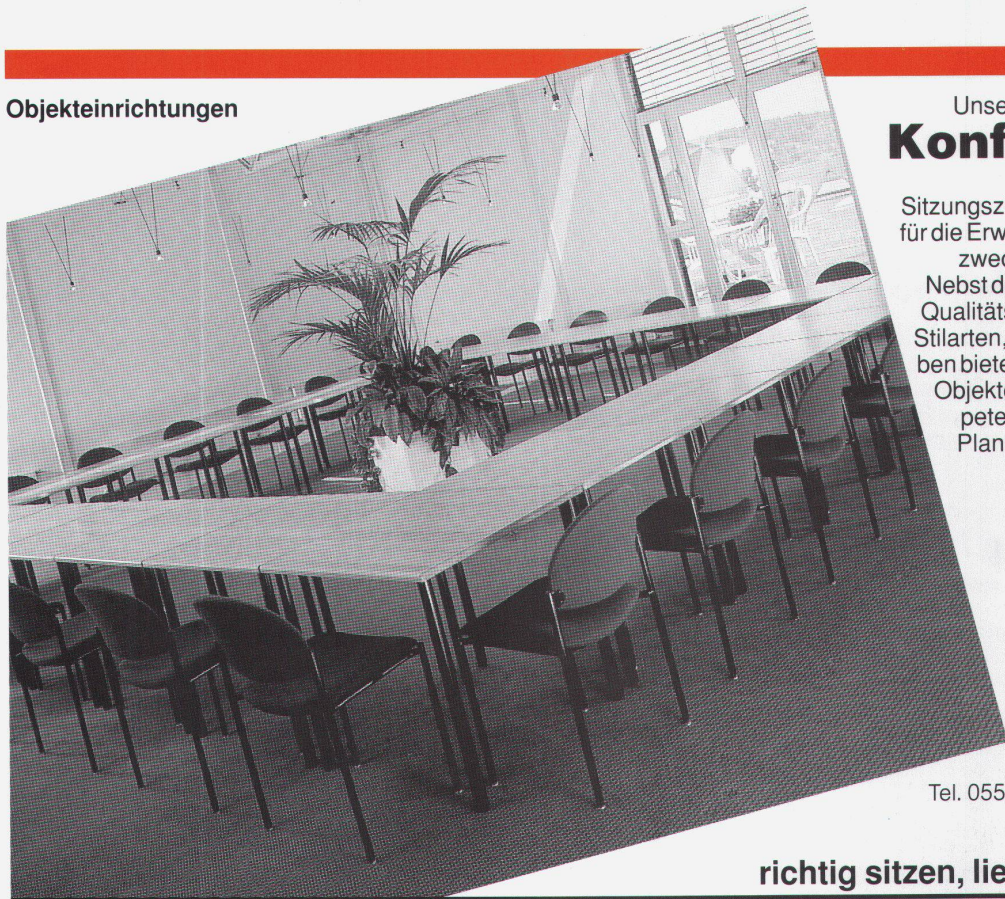 Objekteinrichtungen
Unse
Konf
Sitzungsz
für die Erw
zwec
Nebst d
Qualitäts
Stilarten,
ben biete
Objekte
pete
Plan
Tel. 055
richtig sitzen, lie